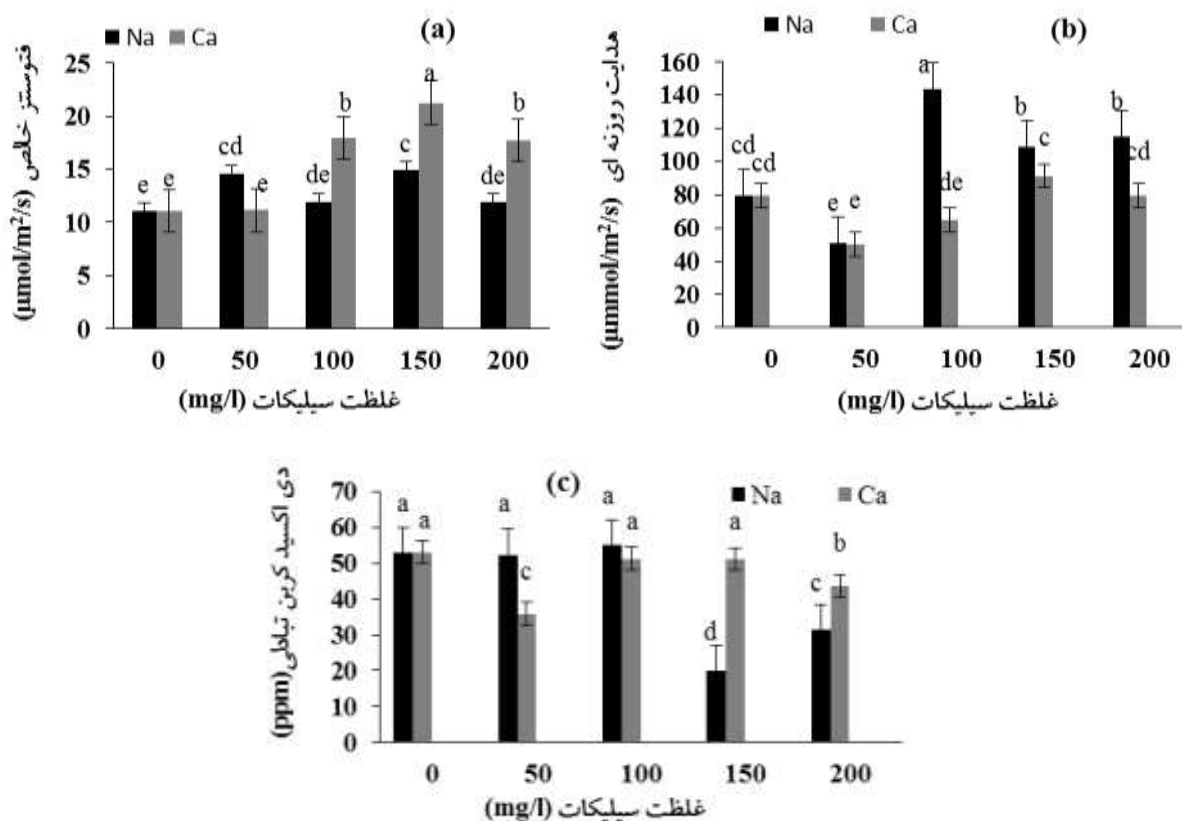 (a)
Na Ca
فتوسنتز خالص (µmol/m²/s)
25
20
15
10
5
0
e e cd e de b c a de b
0 50 100 150 200
غلظت سیلیکات (mg/l)
(b)
Na Ca
هدایت روزنه ای (µmmol/m²/s)
160
140
120
100
80
60
40
20
0
cd cd e e a de b c b cd
0 50 100 150 200
غلظت سیلیکات (mg/l)
(c)
Na Ca
دی اکسید کربن تبادلی (ppm)
70
60
50
40
30
20
10
0
a a a c a a d a c b
0 50 100 150 200
غلظت سیلیکات (mg/l)